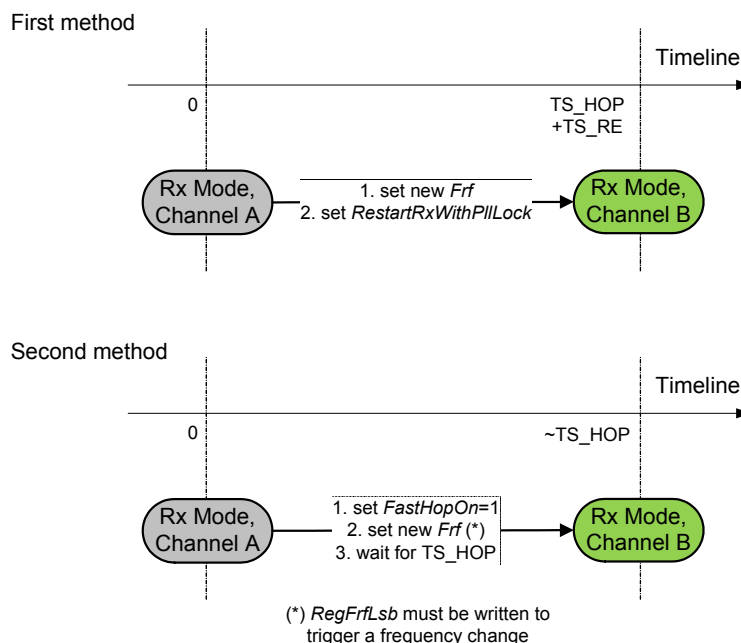 First method
Timeline
0
TS_HOP
+TS_RE
Rx Mode,
Channel A
1. set new Frf
2. set RestartRxWithPllLock
Rx Mode,
Channel B
Second method
Timeline
0
~TS_HOP
Rx Mode,
Channel A
1. set FastHopOn=1
2. set new Frf (*)
3. wait for TS_HOP
Rx Mode,
Channel B
(*) RegFrfLsb must be written to
trigger a frequency change